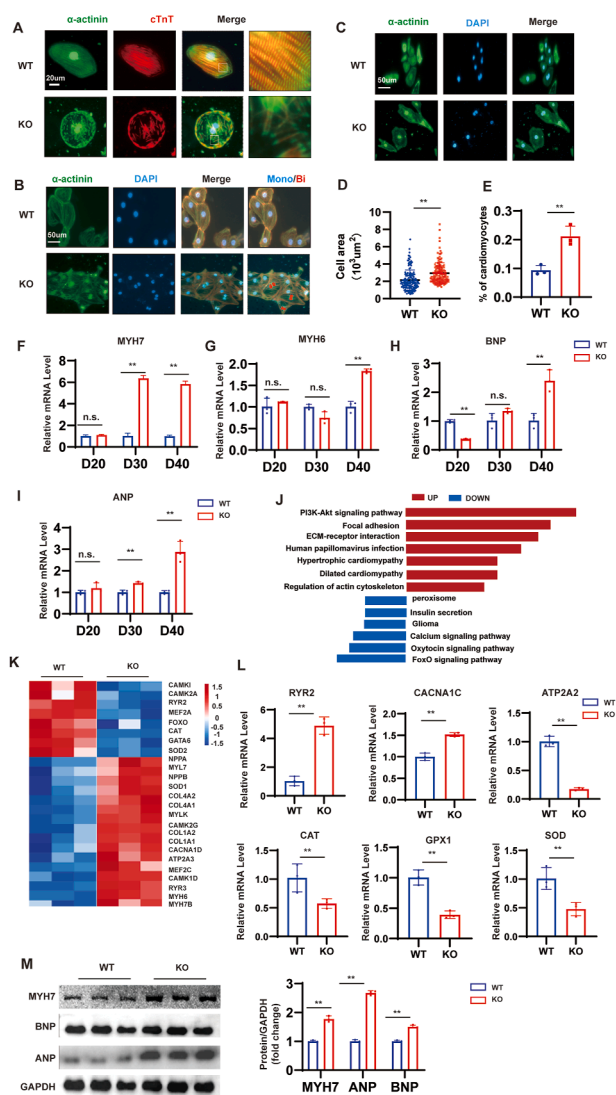 A
α-actinin
cTnT
Merge
WT
20um
KO
B
α-actinin
DAPI
Merge
Mono/Bi
WT
50um
KO
C
α-actinin
DAPI
Merge
WT
50um
KO
D
Cell area
(10³um²)
10
8
6
4
2
0
**
WT
KO
E
% of cardiomyocytes
0.3
0.2
0.1
0.0
**
WT
KO
F
MYH7
Relative mRNA Level
8
6
4
2
0
n.s.
**
**
D20
D30
D40
G
MYH6
Relative mRNA Level
2.0
1.5
1.0
0.5
0.0
n.s.
n.s.
**
D20
D30
D40
H
BNP
WT
KO
Relative mRNA Level
4
3
2
1
0
**
n.s.
**
D20
D30
D40
I
ANP
WT
KO
Relative mRNA Level
4
3
2
1
0
n.s.
**
**
D20
D30
D40
J
UP
DOWN
PI3K-Akt signaling pathway
Focal adhesion
ECM-receptor interaction
Human papillomavirus infection
Hypertrophic cardiomypathy
Dilated cardiomypathy
Regulation of actin cytoskeleton
peroxisome
Insulin secretion
Glioma
Calcium signaling pathway
Oxytocin signaling pathway
FoxO signaling pathway
K
WT
KO
CAMKI
CAMK2A
RYR2
MEF2A
FOXO
CAT
GATA6
SOD2
NPPA
MYL7
NPPB
SOD1
COL4A2
COL4A1
MYLK
CAMK2G
COL1A2
COL1A1
CACNA1D
ATP2A3
MEF2C
CAMK1D
RYR3
MYH6
MYH7B
1.5
1
0.5
0
-0.5
-1
-1.5
L
RYR2
Relative mRNA Level
6
4
2
0
**
WT
KO
CACNA1C
Relative mRNA Level
2.0
1.5
1.0
0.5
0.0
**
WT
KO
ATP2A2
WT
KO
Relative mRNA Level
1.5
1.0
0.5
0.0
**
WT
KO
CAT
Relative mRNA Level
1.5
1.0
0.5
0.0
**
WT
KO
GPX1
Relative mRNA Level
1.5
1.0
0.5
0.0
**
WT
KO
SOD
Relative mRNA Level
1.5
1.0
0.5
0.0
**
WT
KO
M
WT
KO
MYH7
BNP
ANP
GAPDH
Protein/GAPDH
(fold change)
3
2
1
0
**
**
**
MYH7
ANP
BNP
WT
KO